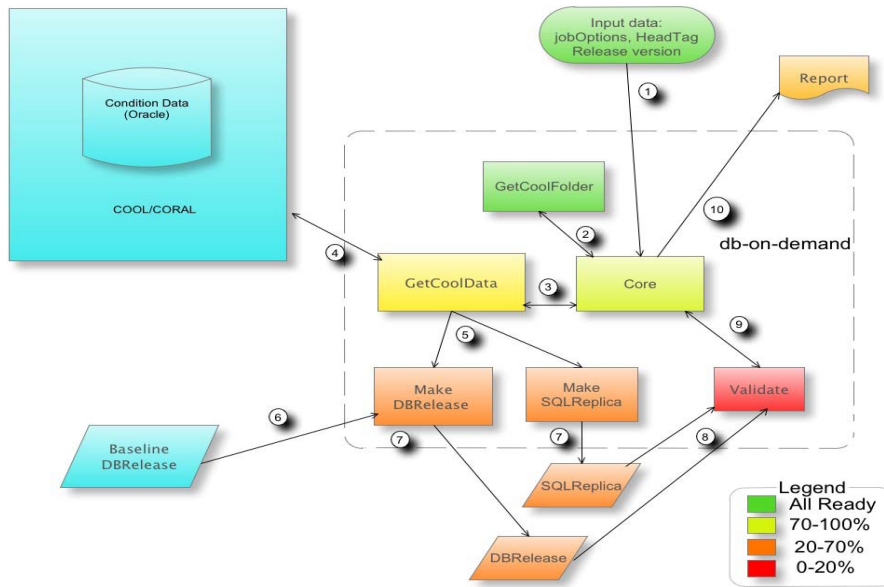 Input data:
jobOptions, HeadTag
Release version
Condition Data
(Oracle)
COOL/CORAL
Report
1
GetCoolFolder
2
10
db-on-demand
4
GetCoolData
3
Core
5
9
Make
DBRelease
Make
SQLReplica
Validate
6
7
7
8
Baseline
DBRelease
SQLReplica
DBRelease
Legend
All Ready
70-100%
20-70%
0-20%